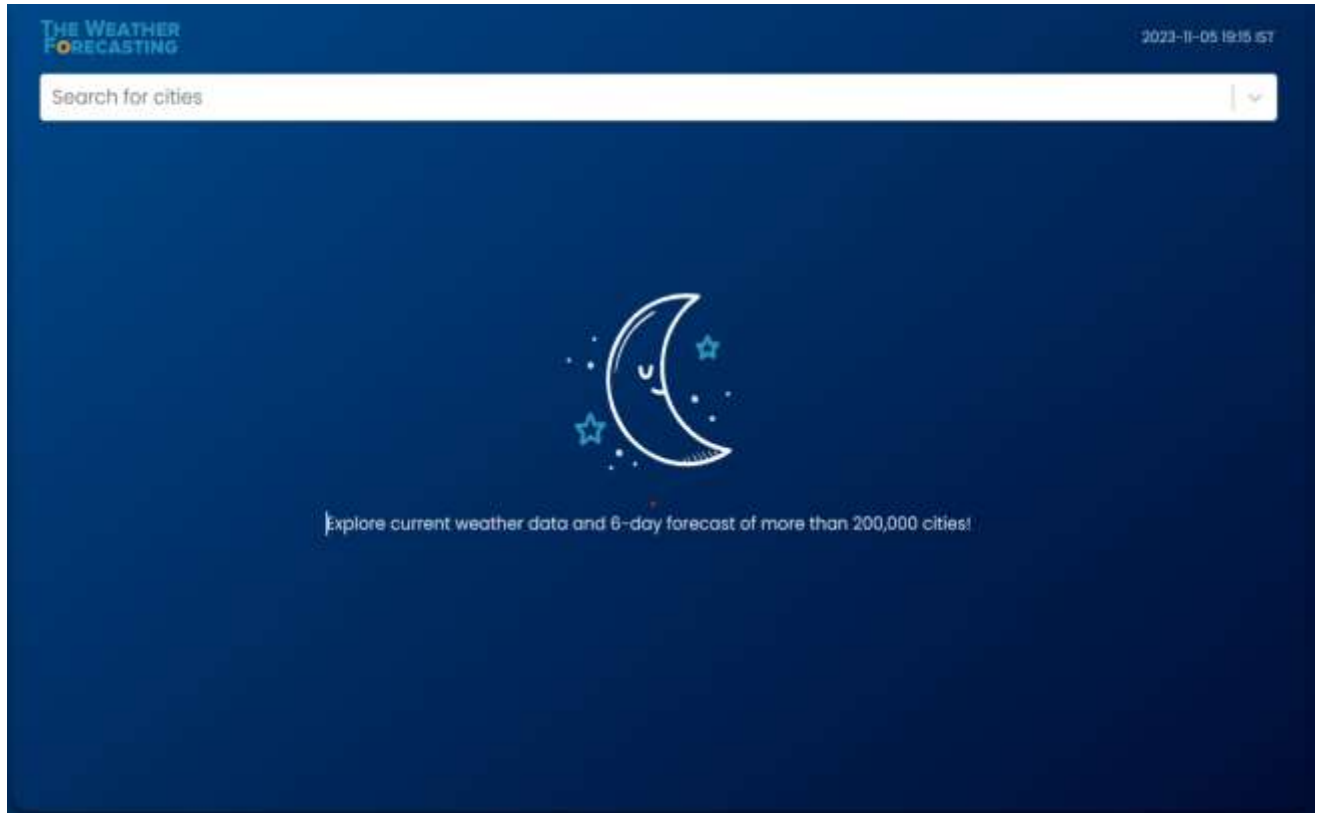 THE WEATHER
FORECASTING
2023-11-05 19:15 IST
Search for cities
Explore current weather data and 6-day forecast of more than 200,000 cities!